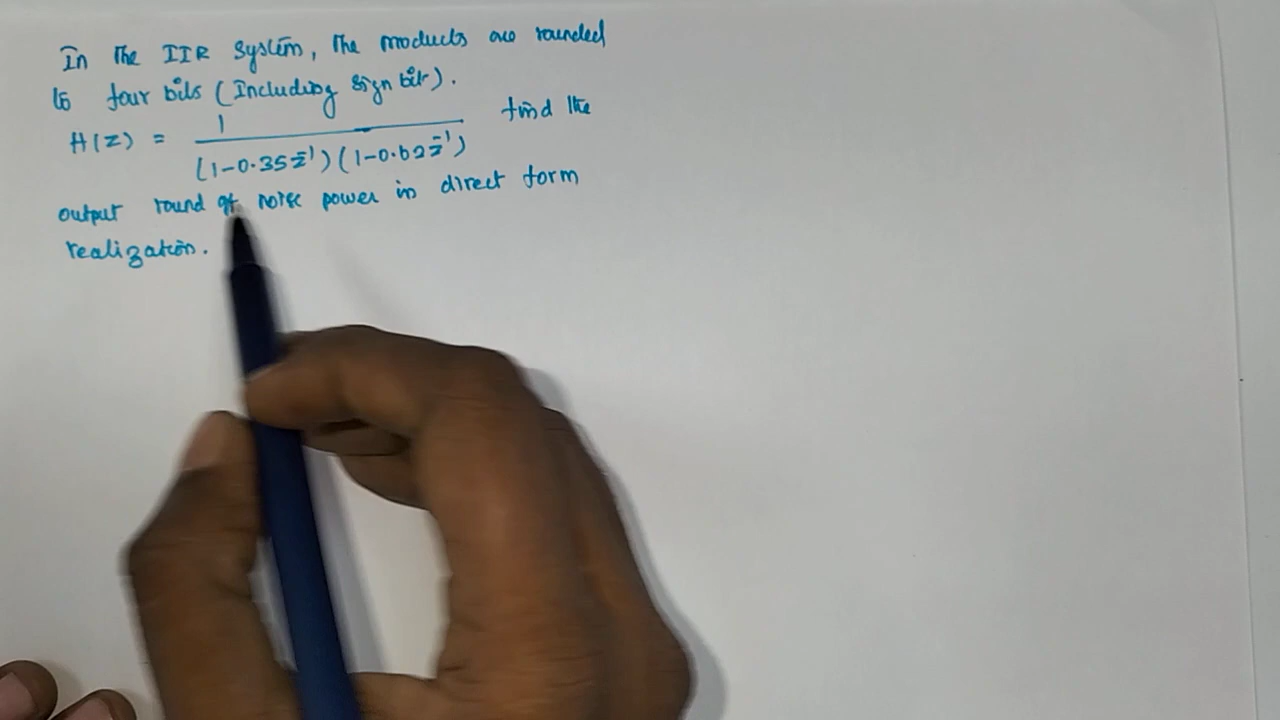 In the IIR system, the products are rounded
to four bits (Including sign bit).
H(Z) = 1 / (1-0.35z̄¹)(1-0.62z̄¹) find the
output round off noise power in direct form
realization.